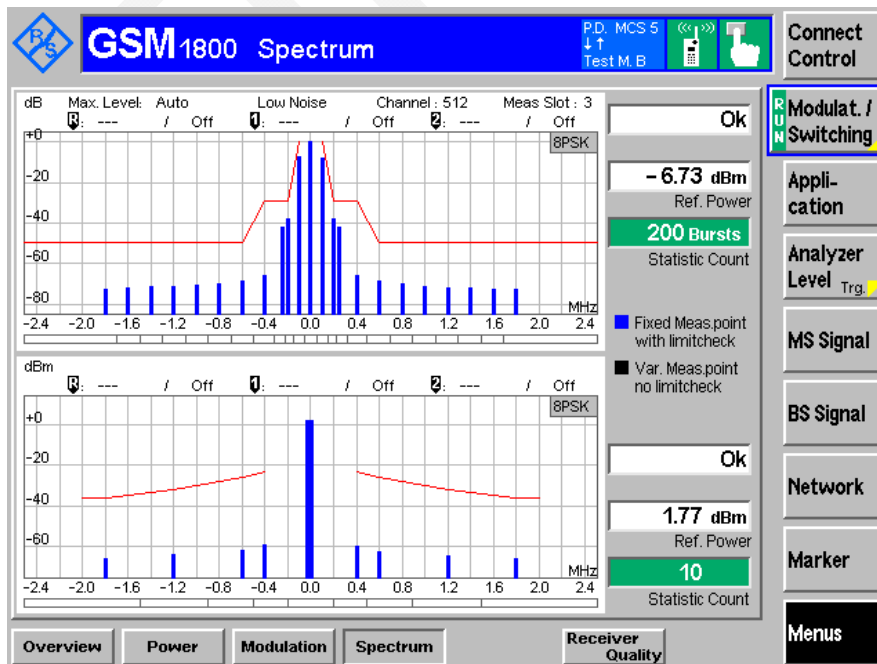 R&S
GSM 1800 Spectrum
P.D. MCS 5
↓↑
Test M. B
Connect Control
dB Max. Level: Auto Low Noise Channel : 512 Meas Slot : 3
R: --- / Off 1: --- / Off 2: --- / Off
8PSK
+0
-20
-40
-60
-80
MHz
-2.4 -2.0 -1.6 -1.2 -0.8 -0.4 0.0 0.4 0.8 1.2 1.6 2.0 2.4
Ok
-6.73 dBm
Ref. Power
200 Bursts
Statistic Count
Fixed Meas.point
with limitcheck
Var. Meas.point
no limitcheck
dBm
R: --- / Off 1: --- / Off 2: --- / Off
8PSK
+0
-20
-40
-60
MHz
-2.4 -2.0 -1.6 -1.2 -0.8 -0.4 0.0 0.4 0.8 1.2 1.6 2.0 2.4
Ok
1.77 dBm
Ref. Power
10
Statistic Count
RUN
Modulat. /
Switching
Appli-
cation
Analyzer
Level Trg.
MS Signal
BS Signal
Network
Marker
Menus
Overview Power Modulation Spectrum Receiver
Quality